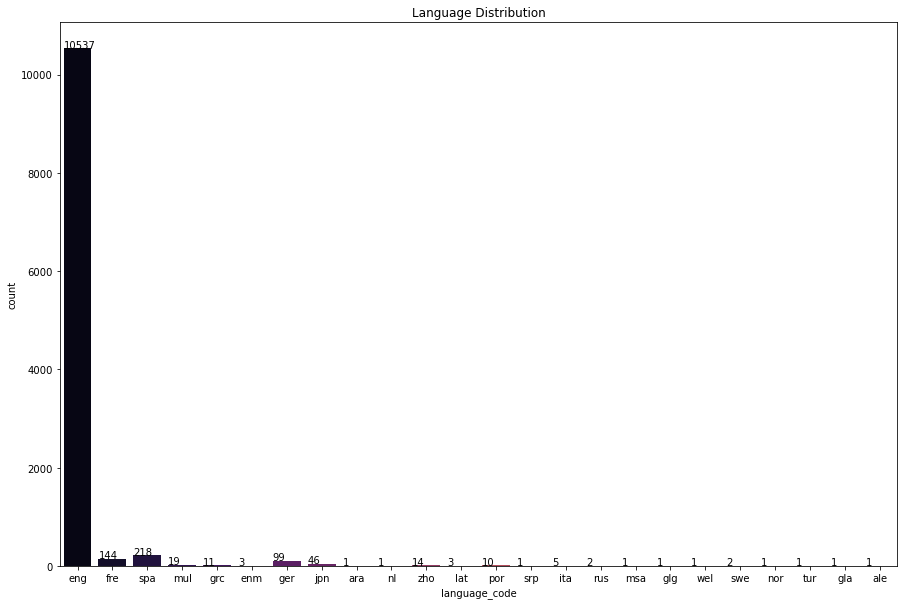 Language Distribution
10537
10000
8000
6000
4000
2000
0
count
144 218 19 11 3 99 46 1 1 14 3 10 1 5 2 1 1 1 2 1 1 1 1
eng fre spa mul grc enm ger jpn ara nl zho lat por srp ita rus msa glg wel swe nor tur gla ale
language_code